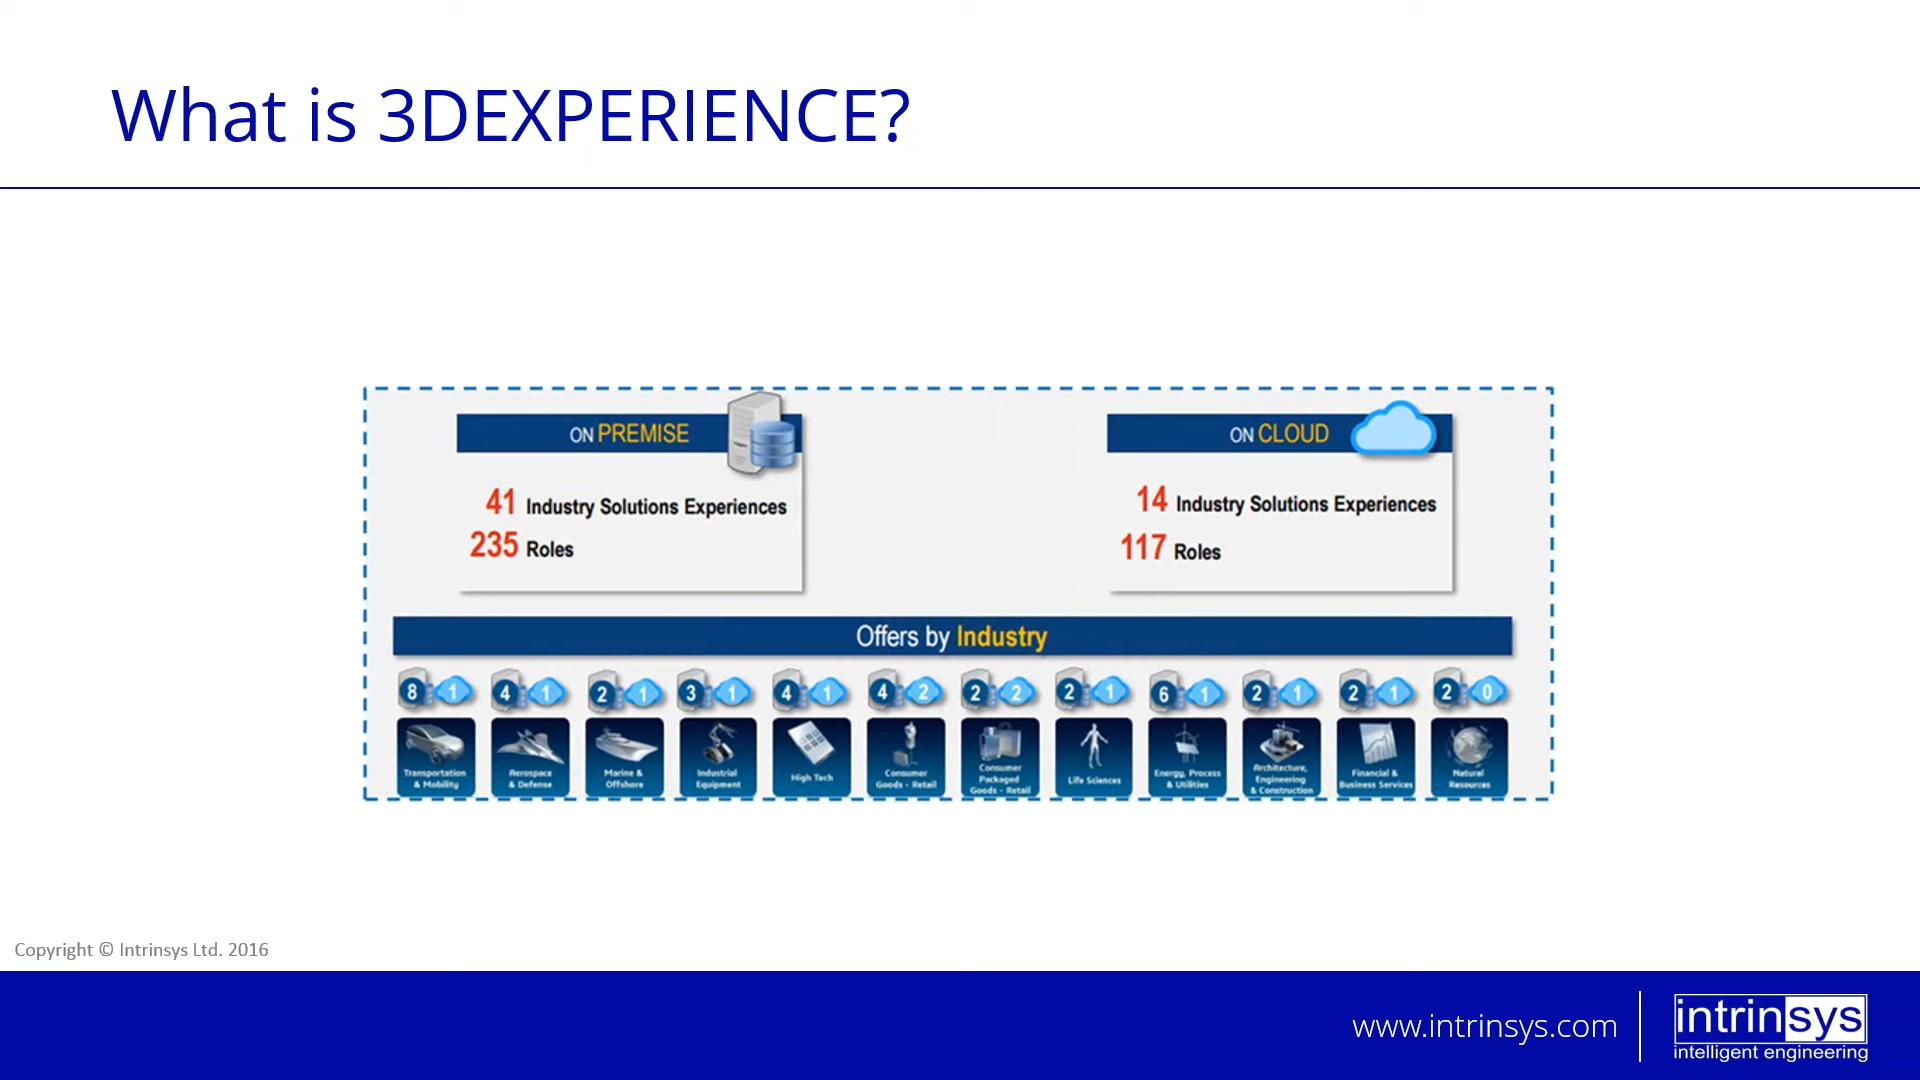 What is 3DEXPERIENCE?
ON PREMISE
41 Industry Solutions Experiences
235 Roles
ON CLOUD
14 Industry Solutions Experiences
117 Roles
Offers by Industry
8 1 4 1 2 1 3 1 4 1 4 2 2 2 2 1 6 1 2 1 2 1 2 0
Transportation
& Mobility
Aerospace
& Defense
Marine &
Offshore
Industrial
Equipment
High Tech
Consumer
Goods - Retail
Consumer
Packaged
Goods - Retail
Life Sciences
Energy, Process
& Utilities
Architecture,
Engineering
& Construction
Financial &
Business Services
Natural
Resources
Copyright © Intrinsys Ltd. 2016
www.intrinsys.com
intrinsys
intelligent engineering